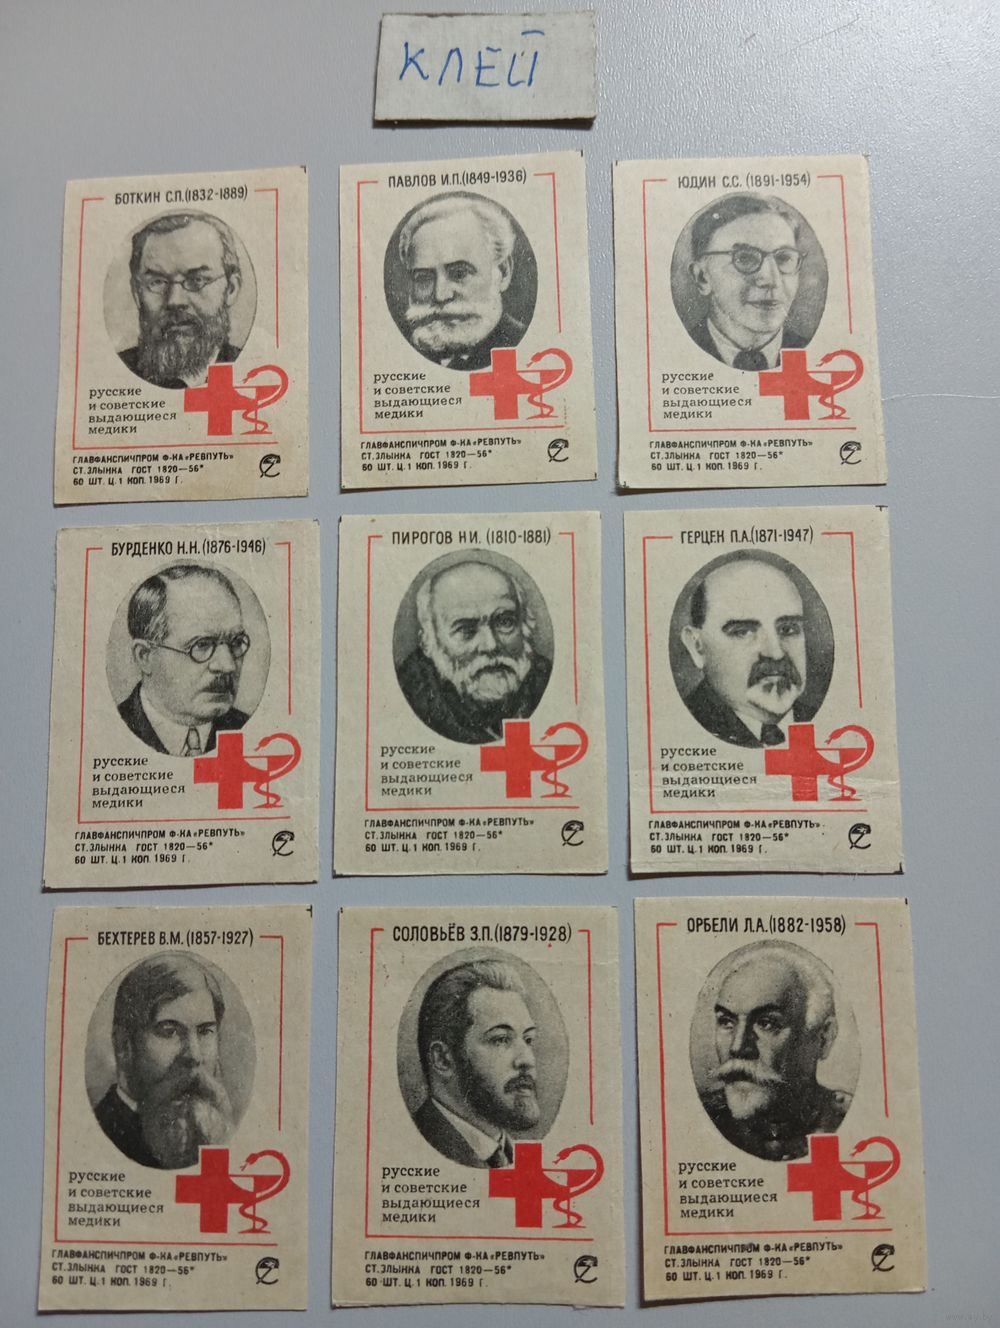 КЛЕЙ
БОТКИН С.П.(1832-1889)
русские
и советские
выдающиеся
медики
ГЛАВФАНСПИЧПРОМ Ф-КА«РЕВПУТЬ»
СТ.ЗЛЫНКА ГОСТ 1820—56*
60 ШТ. Ц.1 КОП. 1969 Г.
ПАВЛОВ И.П.(1849-1936)
русские
и советские
выдающиеся
медики
ГЛАВФАНСПИЧПРОМ Ф-КА«РЕВПУТЬ»
СТ.ЗЛЫНКА ГОСТ 1820—56*
60 ШТ. Ц.1 КОП. 1969 Г.
ЮДИН С.С. (1891-1954)
русские
и советские
выдающиеся
медики
ГЛАВФАНСПИЧПРОМ Ф-КА«РЕВПУТЬ»
СТ.ЗЛЫНКА ГОСТ 1820—56*
60 ШТ. Ц.1 КОП. 1969 Г.
БУРДЕНКО Н.Н.(1876-1946)
русские
и советские
выдающиеся
медики
ГЛАВФАНСПИЧПРОМ Ф-КА«РЕВПУТЬ»
СТ.ЗЛЫНКА ГОСТ 1820—56*
60 ШТ. Ц.1 КОП. 1969 Г.
ПИРОГОВ Н И. (1810-1881)
русские
и советские
выдающиеся
медики
ГЛАВФАНСПИЧПРОМ Ф-КА«РЕВПУТЬ»
СТ.ЗЛЫНКА ГОСТ 1820—56*
60 ШТ. Ц.1 КОП. 1969 Г.
ГЕРЦЕН П.А.(1871-1947)
русские
и советские
выдающиеся
медики
ГЛАВФАНСПИЧПРОМ Ф-КА«РЕВПУТЬ»
СТ.ЗЛЫНКА ГОСТ 1820—56*
60 ШТ. Ц.1 КОП. 1969 Г.
БЕХТЕРЕВ В.М. (1857-1927)
русские
и советские
выдающиеся
медики
ГЛАВФАНСПИЧПРОМ Ф-КА«РЕВПУТЬ»
СТ.ЗЛЫНКА ГОСТ 1820—56*
60 ШТ. Ц.1 КОП. 1969 Г.
СОЛОВЬЁВ З.П.(1879-1928)
русские
и советские
выдающиеся
медики
ГЛАВФАНСПИЧПРОМ Ф-КА«РЕВПУТЬ»
СТ.ЗЛЫНКА ГОСТ 1820—56*
60 ШТ. Ц.1 КОП. 1969 Г.
ОРБЕЛИ Л.А.(1882-1958)
русские
и советские
выдающиеся
медики
ГЛАВФАНСПИЧПРОМ Ф-КА«РЕВПУТЬ»
СТ.ЗЛЫНКА ГОСТ 1820—56*
60 ШТ. Ц.1 КОП. 1969 Г.